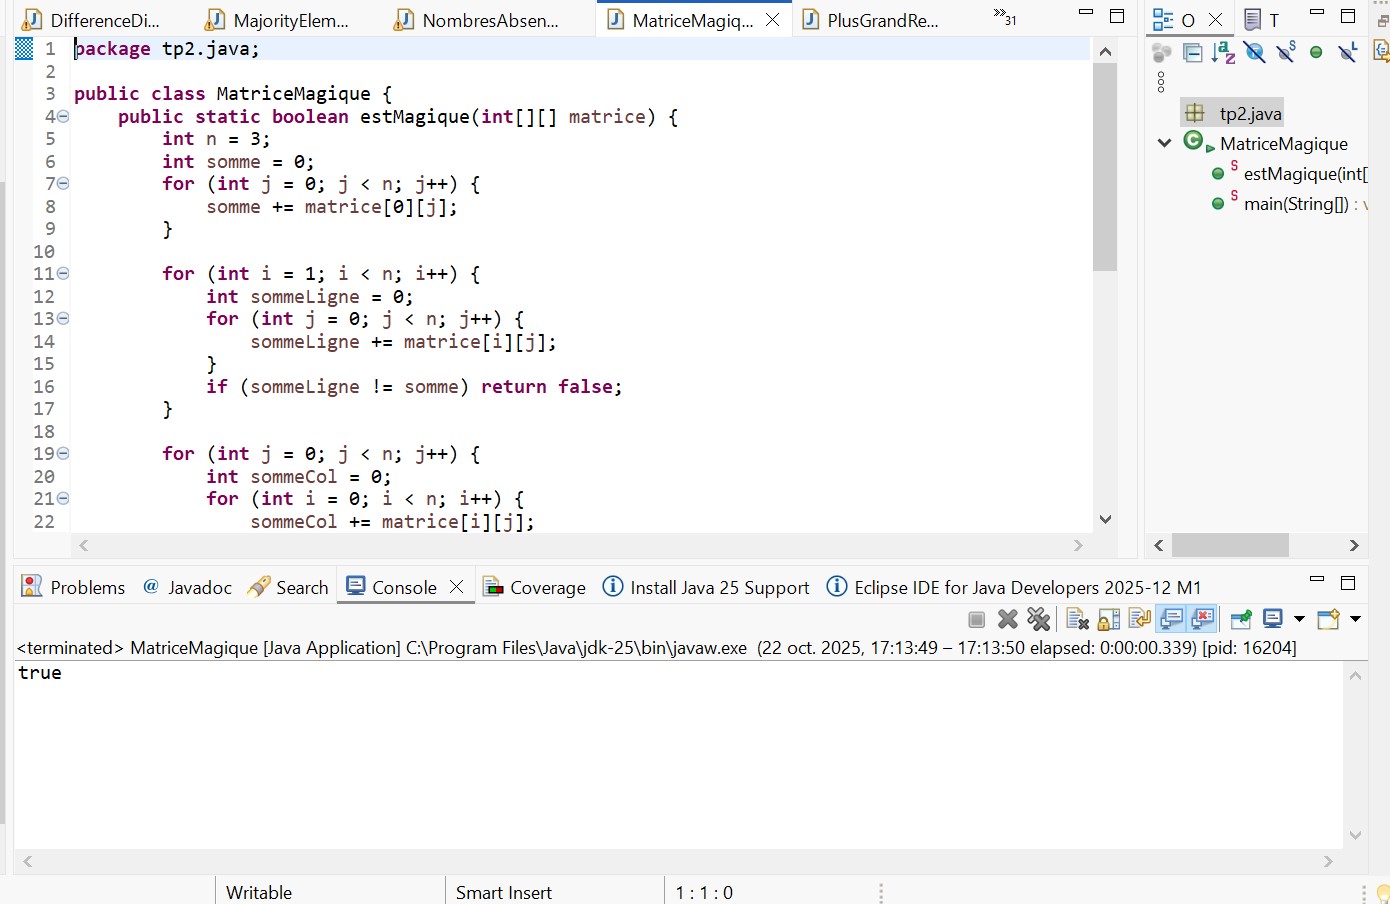 DifferenceDi...
MajorityElem...
NombresAbsen...
MatriceMagiq...
PlusGrandRe...
31
O
T
1 package tp2.java;
2
3 public class MatriceMagique {
4 public static boolean estMagique(int[][] matrice) {
5 int n = 3;
6 int somme = 0;
7 for (int j = 0; j < n; j++) {
8 somme += matrice[0][j];
9 }
10
11 for (int i = 1; i < n; i++) {
12 int sommeLigne = 0;
13 for (int j = 0; j < n; j++) {
14 sommeLigne += matrice[i][j];
15 }
16 if (sommeLigne != somme) return false;
17 }
18
19 for (int j = 0; j < n; j++) {
20 int sommeCol = 0;
21 for (int i = 0; i < n; i++) {
22 sommeCol += matrice[i][j];
tp2.java
MatriceMagique
estMagique(int[
main(String[]) : v
Problems
@ Javadoc
Search
Console
Coverage
Install Java 25 Support
Eclipse IDE for Java Developers 2025-12 M1
<terminated> MatriceMagique [Java Application] C:\Program Files\Java\jdk-25\bin\javaw.exe (22 oct. 2025, 17:13:49 – 17:13:50 elapsed: 0:00:00.339) [pid: 16204]
true
Writable
Smart Insert
1 : 1 : 0